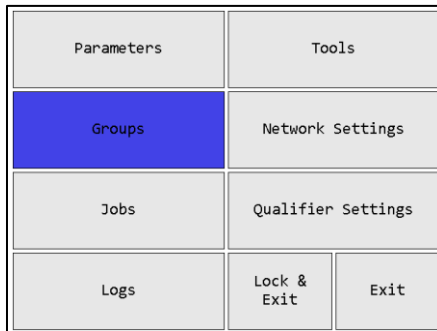 Parameters
Tools
Groups
Network Settings
Jobs
Qualifier Settings
Logs
Lock &
Exit
Exit